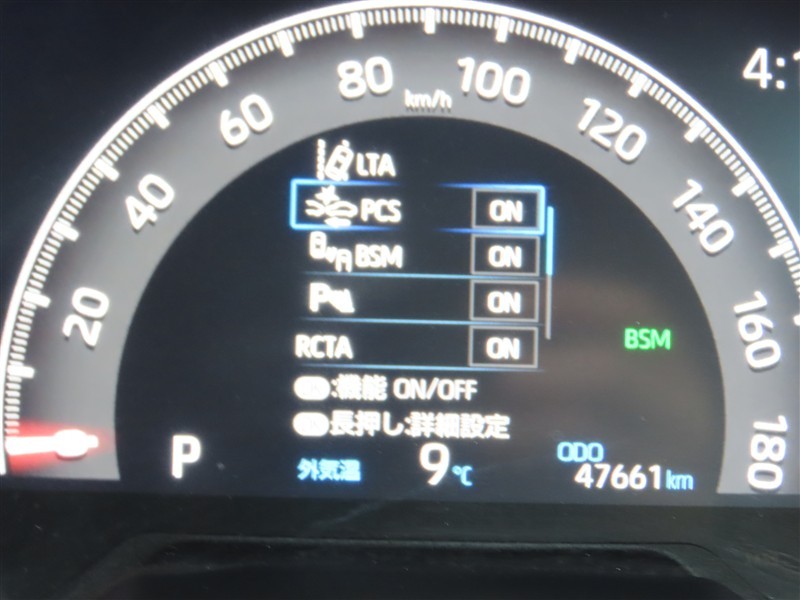 4:1
20
40
60
80
100
120
140
160
180
km/h
LTA
PCS ON
BSM ON
P ON
RCTA ON
BSM
:機能 ON/OFF
長押し:詳細設定
P
外気温 9℃
ODO
47661km